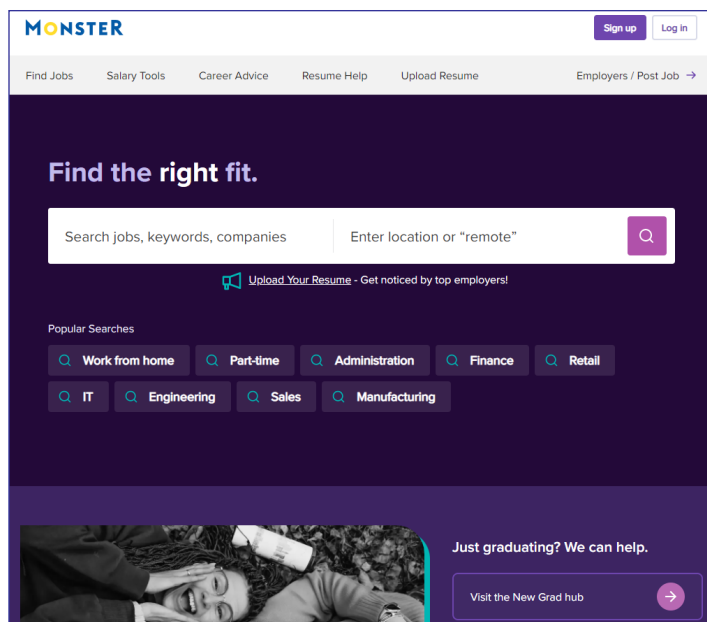 MONSTER
Sign up
Log in
Find Jobs
Salary Tools
Career Advice
Resume Help
Upload Resume
Employers / Post Job →
Find the right fit.
Search jobs, keywords, companies
Enter location or “remote”
Upload Your Resume - Get noticed by top employers!
Popular Searches
Work from home
Part-time
Administration
Finance
Retail
IT
Engineering
Sales
Manufacturing
Just graduating? We can help.
Visit the New Grad hub